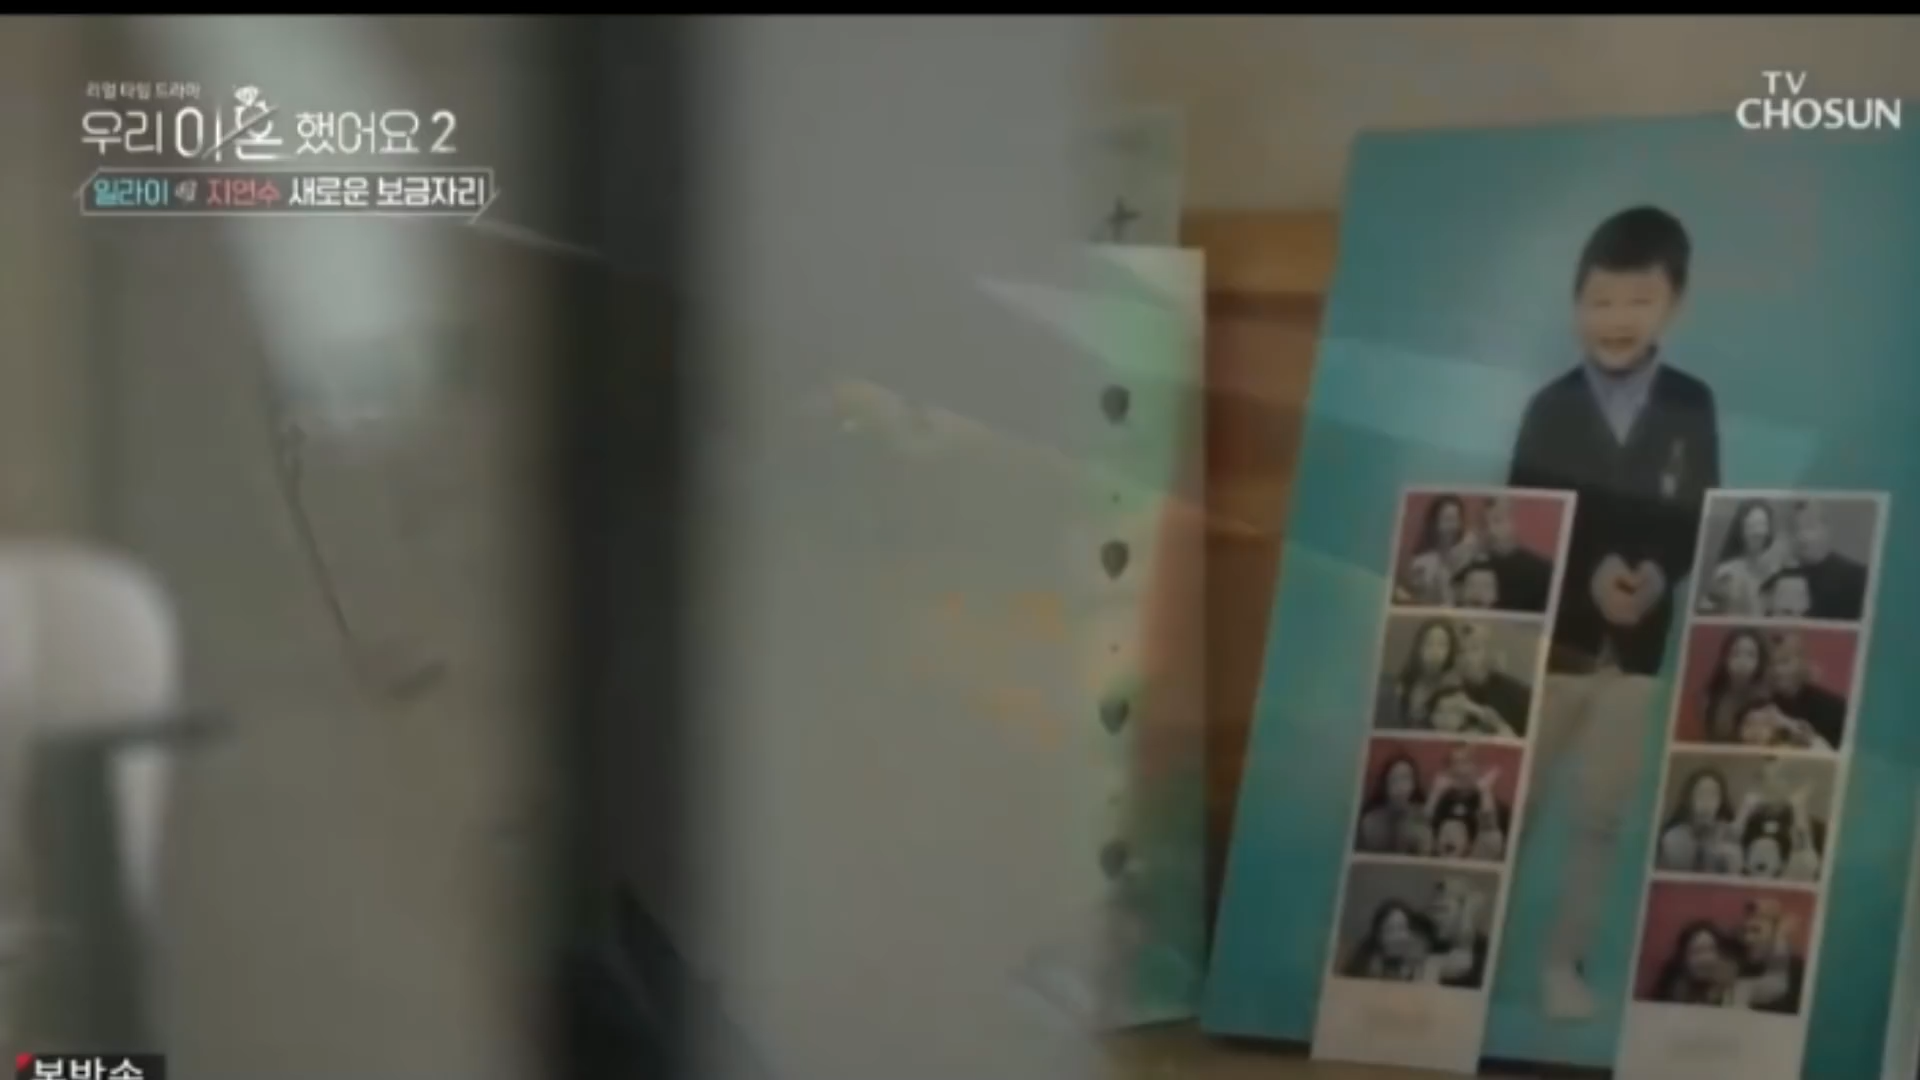 리얼 타임 드라마
우리 이혼 했어요 2
일라이 & 지연수 새로운 보금자리
TV
CHOSUN
본방송